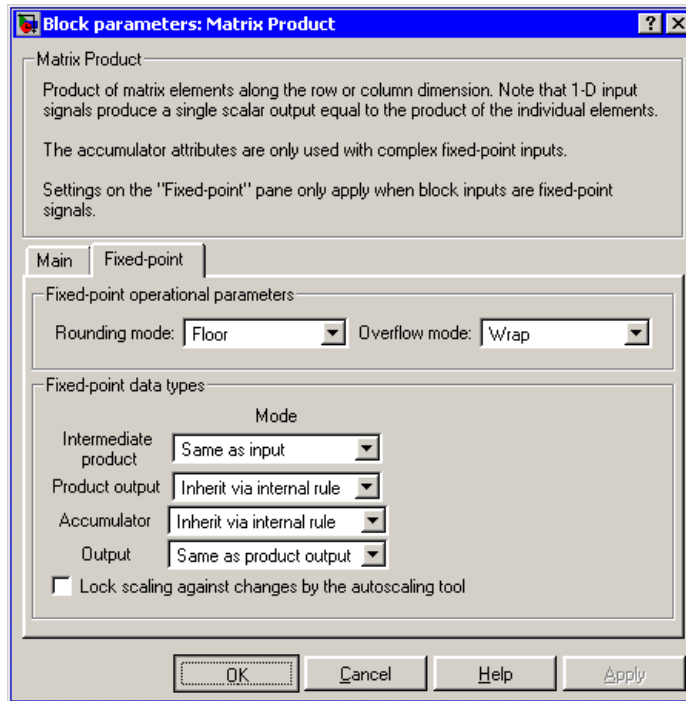 Block parameters: Matrix Product
Matrix Product
Product of matrix elements along the row or column dimension. Note that 1-D input
signals produce a single scalar output equal to the product of the individual elements.
The accumulator attributes are only used with complex fixed-point inputs.
Settings on the "Fixed-point" pane only apply when block inputs are fixed-point
signals.
Main Fixed-point
Fixed-point operational parameters
Rounding mode: Floor Overflow mode: Wrap
Fixed-point data types
Mode
Intermediate
product Same as input
Product output Inherit via internal rule
Accumulator Inherit via internal rule
Output Same as product output
Lock scaling against changes by the autoscaling tool
OK Cancel Help Apply